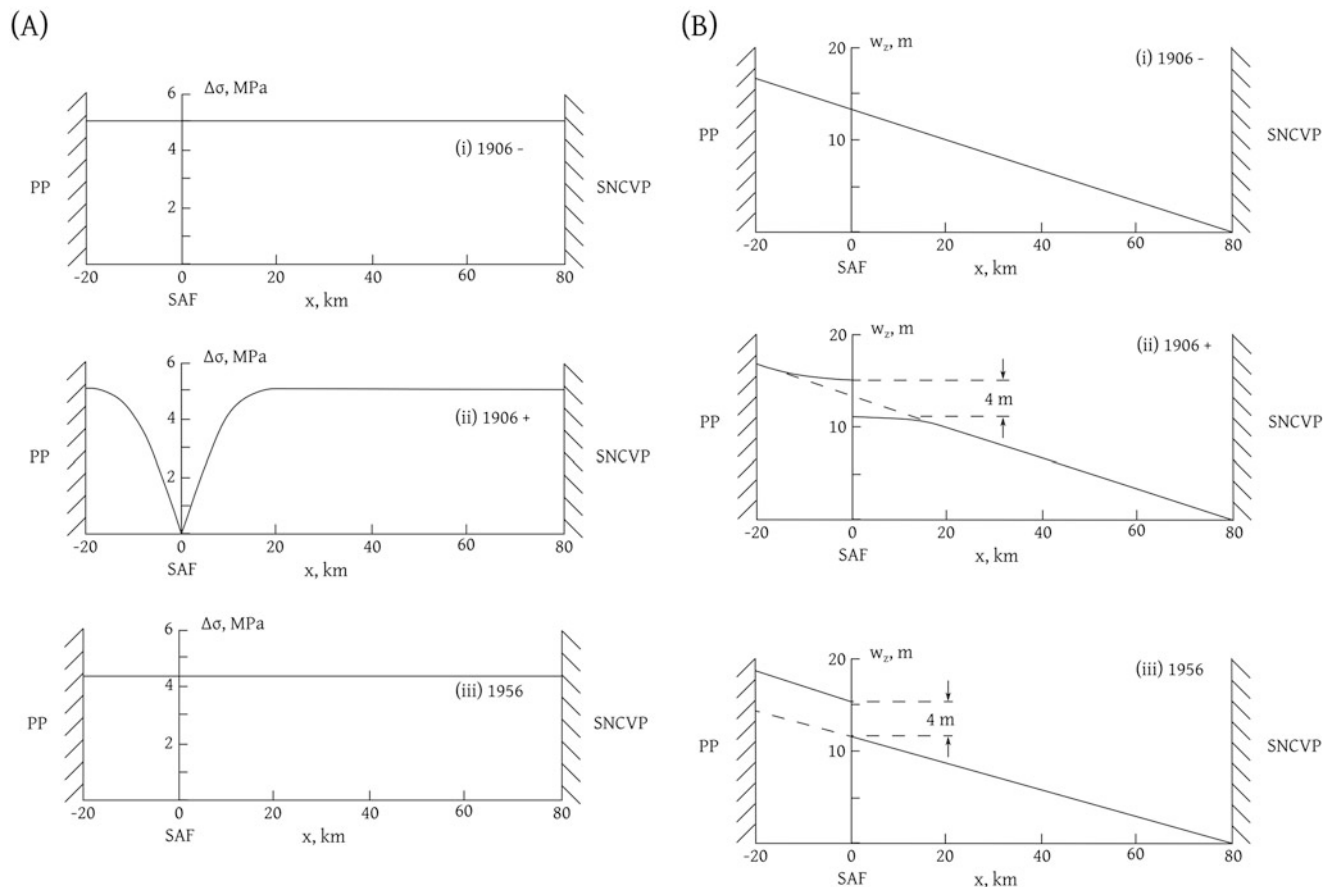 (A)
Δσ, MPa
6
4
2
(i) 1906 -
PP
SNCVP
-20 0 20 40 60 80
SAF
x, km
Δσ, MPa
6
4
2
(ii) 1906 +
PP
SNCVP
-20 0 20 40 60 80
SAF
x, km
Δσ, MPa
6
4
2
(iii) 1956
PP
SNCVP
-20 0 20 40 60 80
SAF
x, km
(B)
w_z, m
20
10
(i) 1906 -
PP
SNCVP
-20 0 20 40 60 80
SAF
x, km
w_z, m
20
10
(ii) 1906 +
4 m
PP
SNCVP
-20 0 20 40 60 80
SAF
x, km
w_z, m
20
10
(iii) 1956
4 m
PP
SNCVP
-20 0 20 40 60 80
SAF
x, km